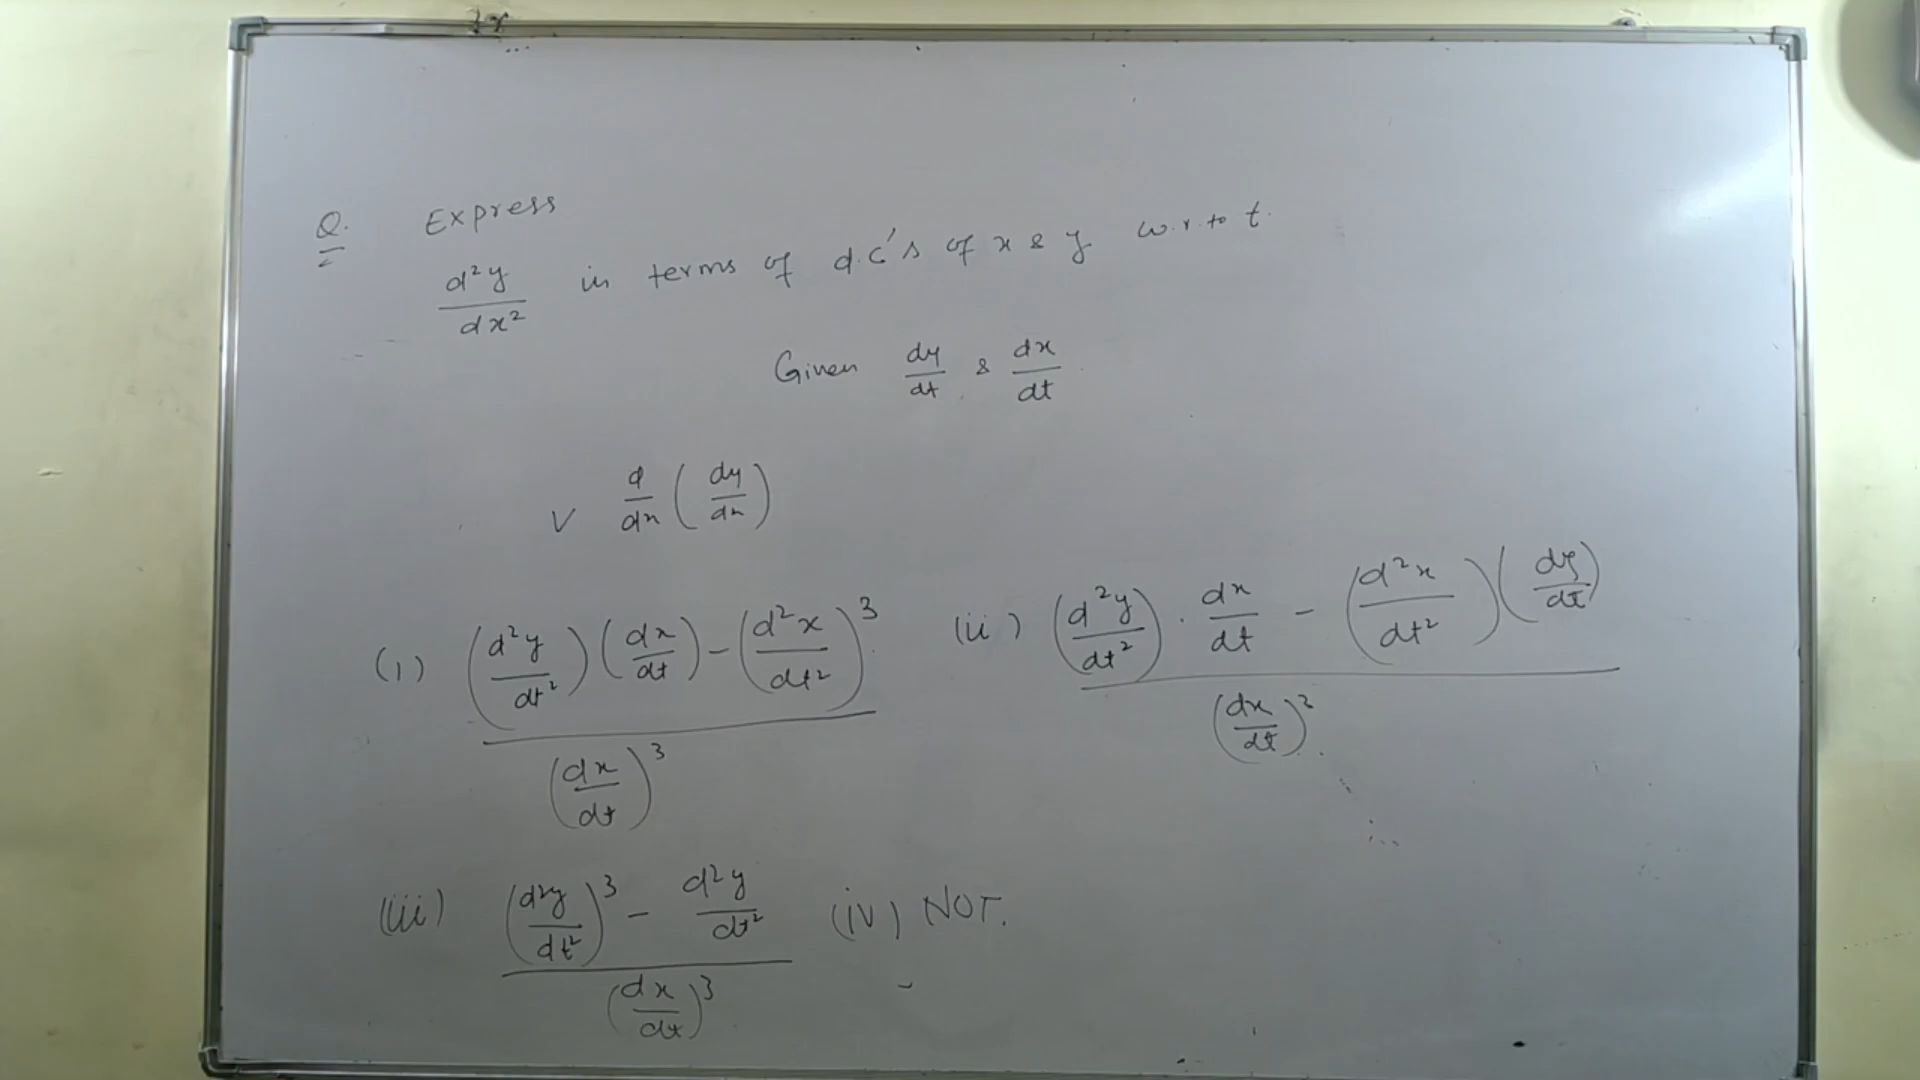 Q. Express
d²y/dx² in terms of d.c's of x & y w.r.to t.
Given dy/dt & dx/dt
d/dx (dy/dx)
(i) ((d²y/dt²)(dx/dt) - (d²x/dt²)³) / (dx/dt)³
(ii) ((d²y/dt²) . dx/dt - (d²x/dt²)(dy/dt)) / (dx/dt)²
(iii) ((d²y/dt²)³ - d²y/dt²) / (dx/dt)³
(iv) NOT.